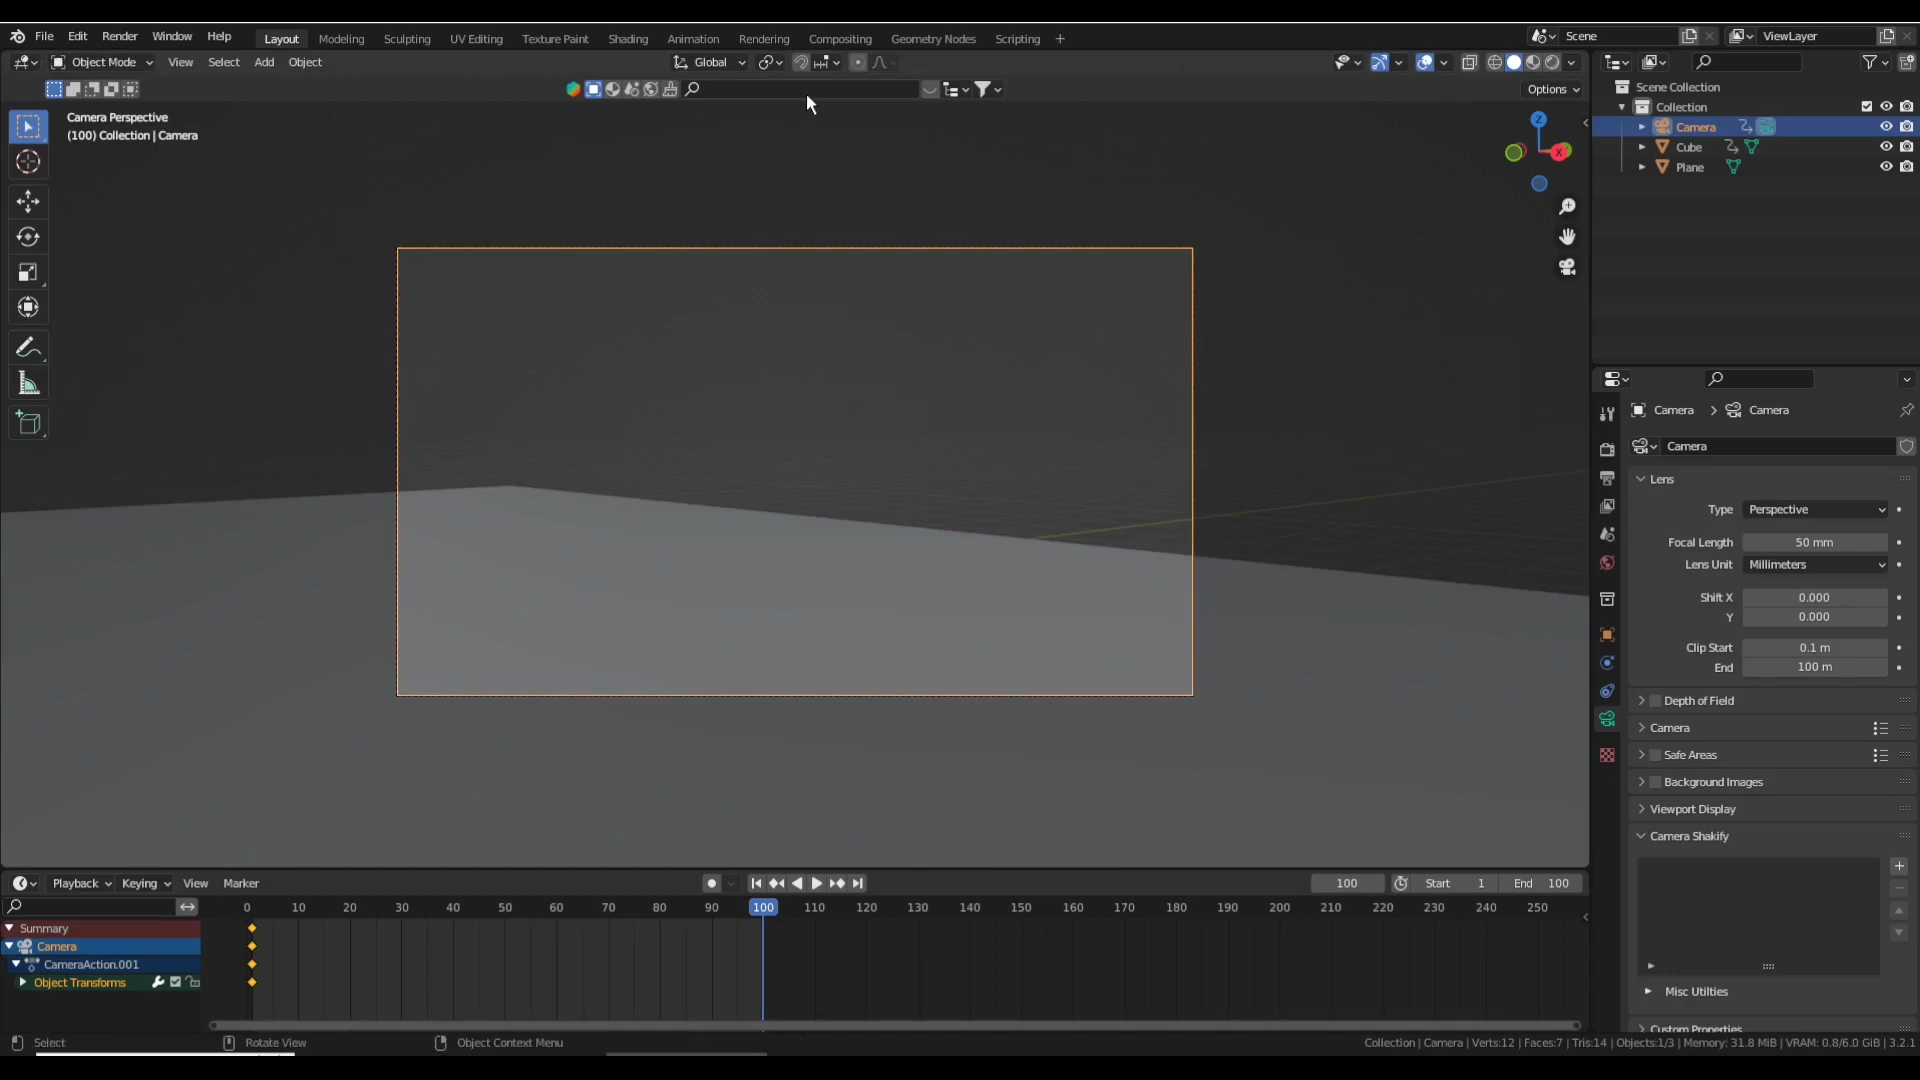 File Edit Render Window Help Layout Modeling Sculpting UV Editing Texture Paint Shading Animation Rendering Compositing Geometry Nodes Scripting + Scene ViewLayer
Object Mode View Select Add Object Global
Options
Camera Perspective
(100) Collection | Camera
Z
X
Scene Collection
Collection
Camera
Cube
Plane
Camera > Camera
Camera
Lens
Type Perspective
Focal Length 50 mm
Lens Unit Millimeters
Shift X 0.000
Y 0.000
Clip Start 0.1 m
End 100 m
Depth of Field
Camera
Safe Areas
Background Images
Viewport Display
Camera Shakify
Misc Utilties
Custom Properties
Playback Keying View Marker 100 Start 1 End 100
0 10 20 30 40 50 60 70 80 90 100 110 120 130 140 150 160 170 180 190 200 210 220 230 240 250
Summary
Camera
CameraAction.001
Object Transforms
Select Rotate View Object Context Menu Collection | Camera | Verts:12 | Faces:7 | Tris:14 | Objects:1/3 | Memory: 31.8 MiB | VRAM: 0.8/6.0 GiB | 3.2.1